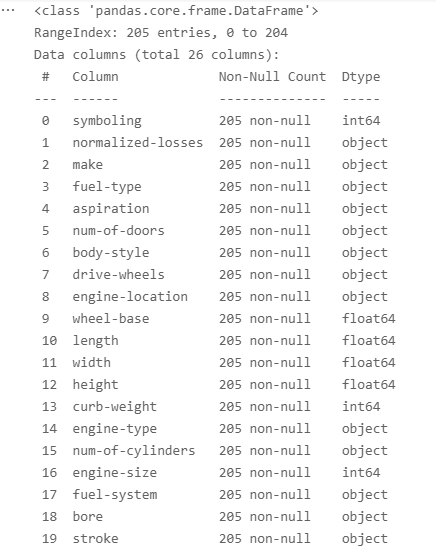 ... <class 'pandas.core.frame.DataFrame'>
RangeIndex: 205 entries, 0 to 204
Data columns (total 26 columns):
 #   Column             Non-Null Count  Dtype
---  ------             --------------  -----
 0   symboling          205 non-null    int64
 1   normalized-losses  205 non-null    object
 2   make               205 non-null    object
 3   fuel-type          205 non-null    object
 4   aspiration         205 non-null    object
 5   num-of-doors       205 non-null    object
 6   body-style         205 non-null    object
 7   drive-wheels       205 non-null    object
 8   engine-location    205 non-null    object
 9   wheel-base         205 non-null    float64
 10  length             205 non-null    float64
 11  width              205 non-null    float64
 12  height             205 non-null    float64
 13  curb-weight        205 non-null    int64
 14  engine-type        205 non-null    object
 15  num-of-cylinders   205 non-null    object
 16  engine-size        205 non-null    int64
 17  fuel-system        205 non-null    object
 18  bore               205 non-null    object
 19  stroke             205 non-null    object